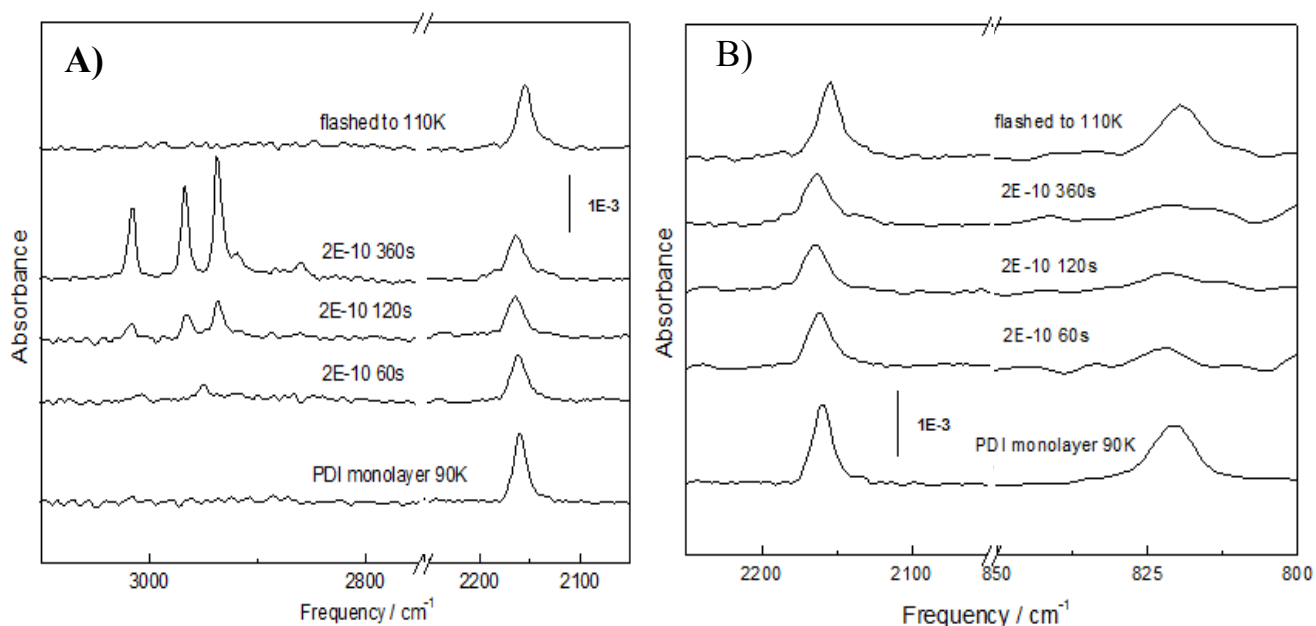 A)
flashed to 110K
1E-3
2E-10 360s
2E-10 120s
2E-10 60s
PDI monolayer 90K
Absorbance
3000 2800 2200 2100
Frequency / cm-1
B)
flashed to 110K
2E-10 360s
2E-10 120s
2E-10 60s
1E-3
PDI monolayer 90K
Absorbance
2200 2100 850 825 800
Frequency / cm-1